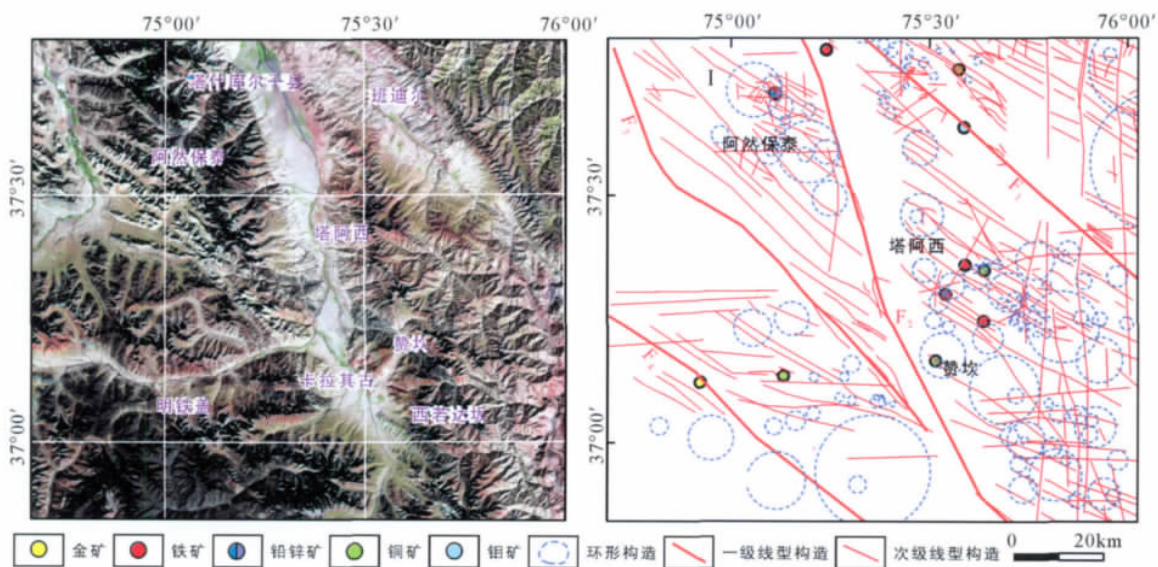 75°00′ 75°30′ 76°00′ 75°00′ 75°30′ 76°00′
塔什库尔干县
班迪尔
阿然保泰
37°30′
塔阿西
赞坎
卡拉其古
明铁盖
西若达坂
37°00′
I
F
阿然保泰
37°30′
F
塔阿西
F₂
赞坎
F
37°00′
金矿 铁矿 铅锌矿 铜矿 钼矿 环形构造 一级线型构造 次级线型构造 0 20km